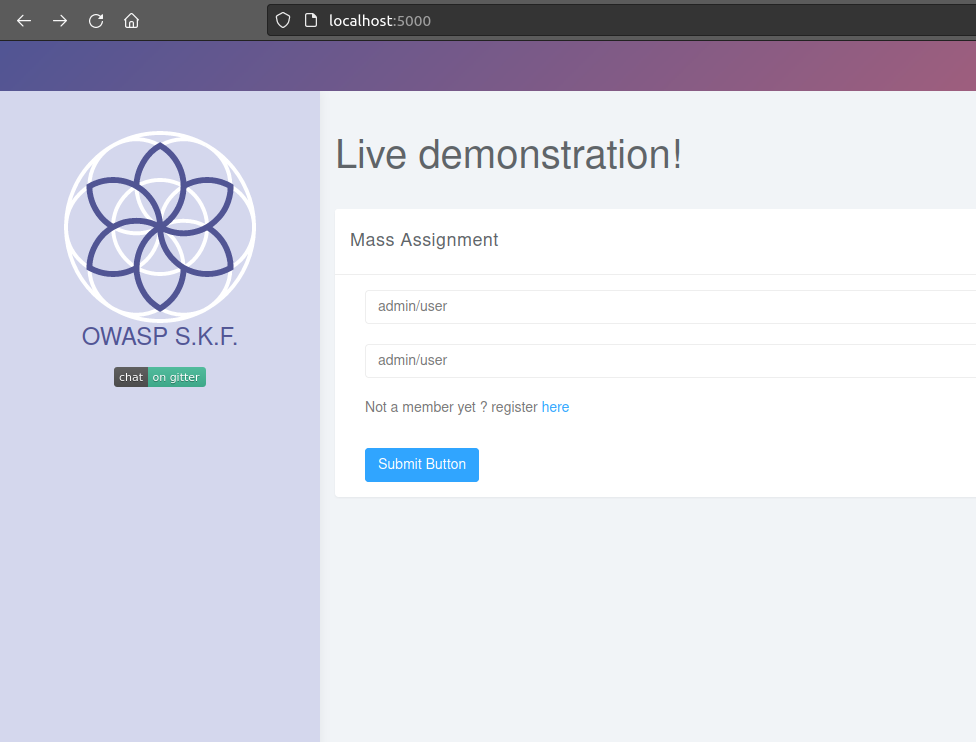 localhost:5000
OWASP S.K.F.
chat on gitter
Live demonstration!
Mass Assignment
admin/user
admin/user
Not a member yet ? register here
Submit Button